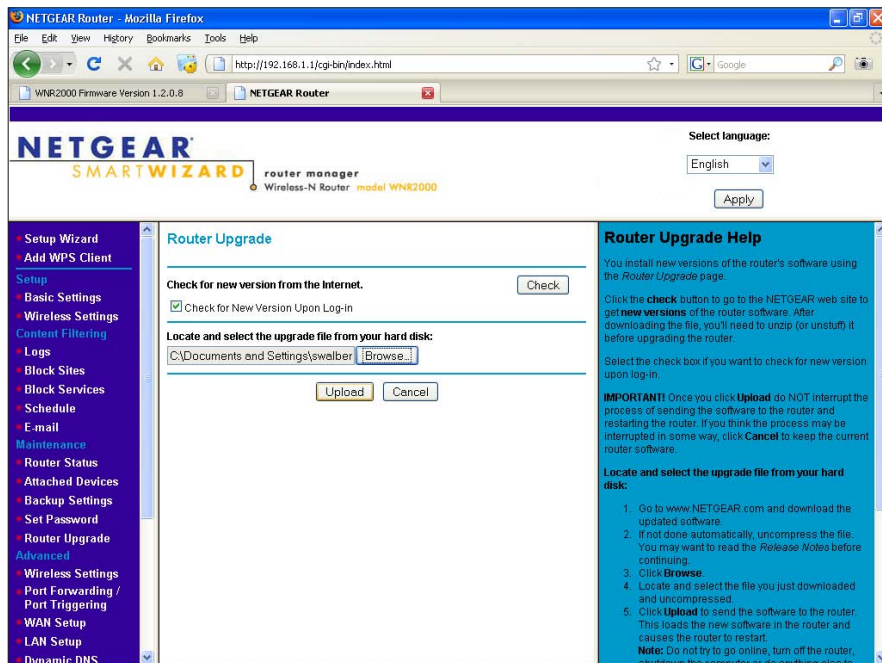 NETGEAR Router - Mozilla Firefox
File Edit View History Bookmarks Tools Help
http://192.168.1.1/cgi-bin/index.html
G Google
WNR2000 Firmware Version 1.2.0.8
NETGEAR Router
NETGEAR
SMARTWIZARD
router manager
Wireless-N Router model WNR2000
Select language:
English
Apply
Setup Wizard
Add WPS Client
Setup
Basic Settings
Wireless Settings
Content Filtering
Logs
Block Sites
Block Services
Schedule
E-mail
Maintenance
Router Status
Attached Devices
Backup Settings
Set Password
Router Upgrade
Advanced
Wireless Settings
Port Forwarding /
Port Triggering
WAN Setup
LAN Setup
Dynamic DNS
Router Upgrade
Check for new version from the Internet.
Check
Check for New Version Upon Log-in
Locate and select the upgrade file from your hard disk:
C:\Documents and Settings\swalber
Browse...
Upload
Cancel
Router Upgrade Help
You install new versions of the router's software using
the Router Upgrade page.
Click the check button to go to the NETGEAR web site to
get new versions of the router software. After
downloading the file, you'll need to unzip (or unstuff) it
before upgrading the router.
Select the check box if you want to check for new version
upon log-in.
IMPORTANT! Once you click Upload do NOT interrupt the
process of sending the software to the router and
restarting the router. If you think the process may be
interrupted in some way, click Cancel to keep the current
router software.
Locate and select the upgrade file from your hard
disk:
1. Go to www.NETGEAR.com and download the
updated software.
2. If not done automatically, uncompress the file.
You may want to read the Release Notes before
continuing.
3. Click Browse.
4. Locate and select the file you just downloaded
and uncompressed.
5. Click Upload to send the software to the router.
This loads the new software in the router and
causes the router to restart.
Note: Do not try to go online, turn off the router,
shutdown the computer or do anything else to